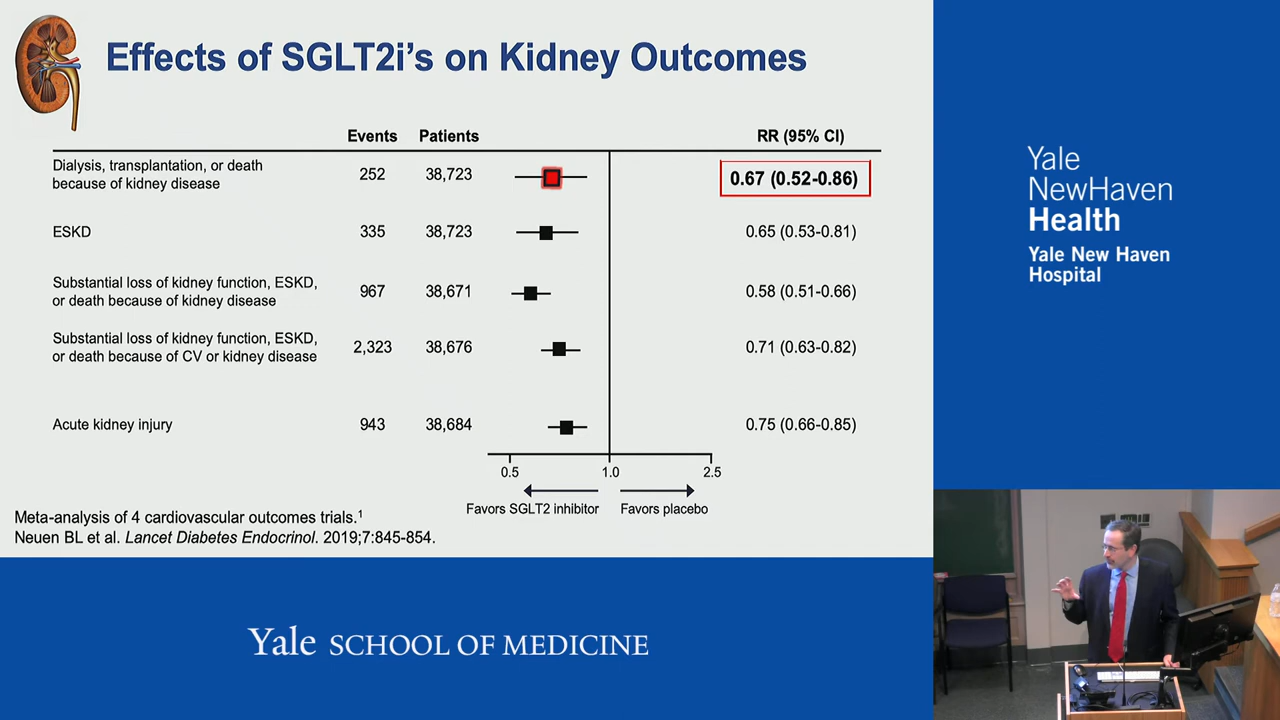 Effects of SGLT2i's on Kidney Outcomes
Events Patients RR (95% CI)
Dialysis, transplantation, or death
because of kidney disease
252 38,723 0.67 (0.52-0.86)
ESKD 335 38,723 0.65 (0.53-0.81)
Substantial loss of kidney function, ESKD,
or death because of kidney disease
967 38,671 0.58 (0.51-0.66)
Substantial loss of kidney function, ESKD,
or death because of CV or kidney disease
2,323 38,676 0.71 (0.63-0.82)
Acute kidney injury 943 38,684 0.75 (0.66-0.85)
0.5 1.0 2.5
Favors SGLT2 inhibitor Favors placebo
Meta-analysis of 4 cardiovascular outcomes trials.¹
Neuen BL et al. Lancet Diabetes Endocrinol. 2019;7:845-854.
Yale
NewHaven
Health
Yale New Haven
Hospital
Yale SCHOOL OF MEDICINE